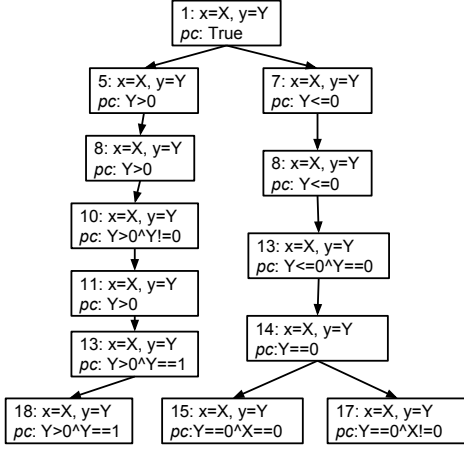 1: x=X, y=Y
pc: True
5: x=X, y=Y
pc: Y>0
7: x=X, y=Y
pc: Y<=0
8: x=X, y=Y
pc: Y>0
8: x=X, y=Y
pc: Y<=0
10: x=X, y=Y
pc: Y>0^Y!=0
13: x=X, y=Y
pc: Y<=0^Y==0
11: x=X, y=Y
pc: Y>0
14: x=X, y=Y
pc:Y==0
13: x=X, y=Y
pc: Y>0^Y==1
18: x=X, y=Y
pc: Y>0^Y==1
15: x=X, y=Y
pc:Y==0^X==0
17: x=X, y=Y
pc:Y==0^X!=0